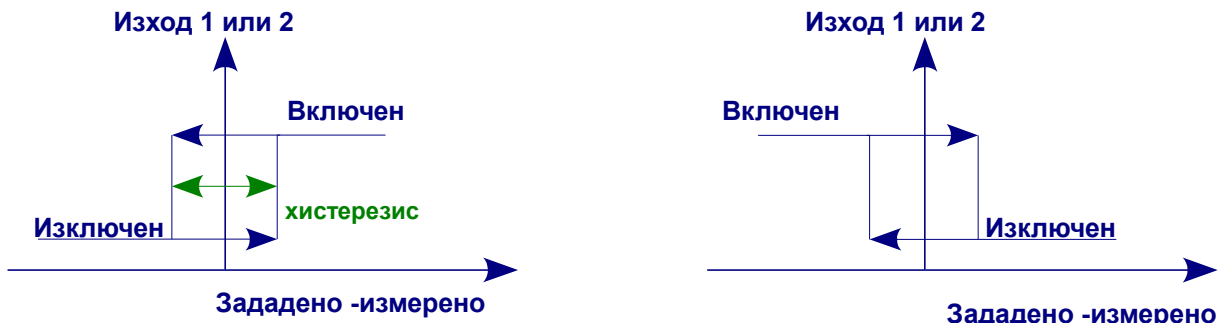 Изход 1 или 2
Включен
хистерезис
Изключен
Зададено -измерено
Изход 1 или 2
Включен
Изключен
Зададено -измерено